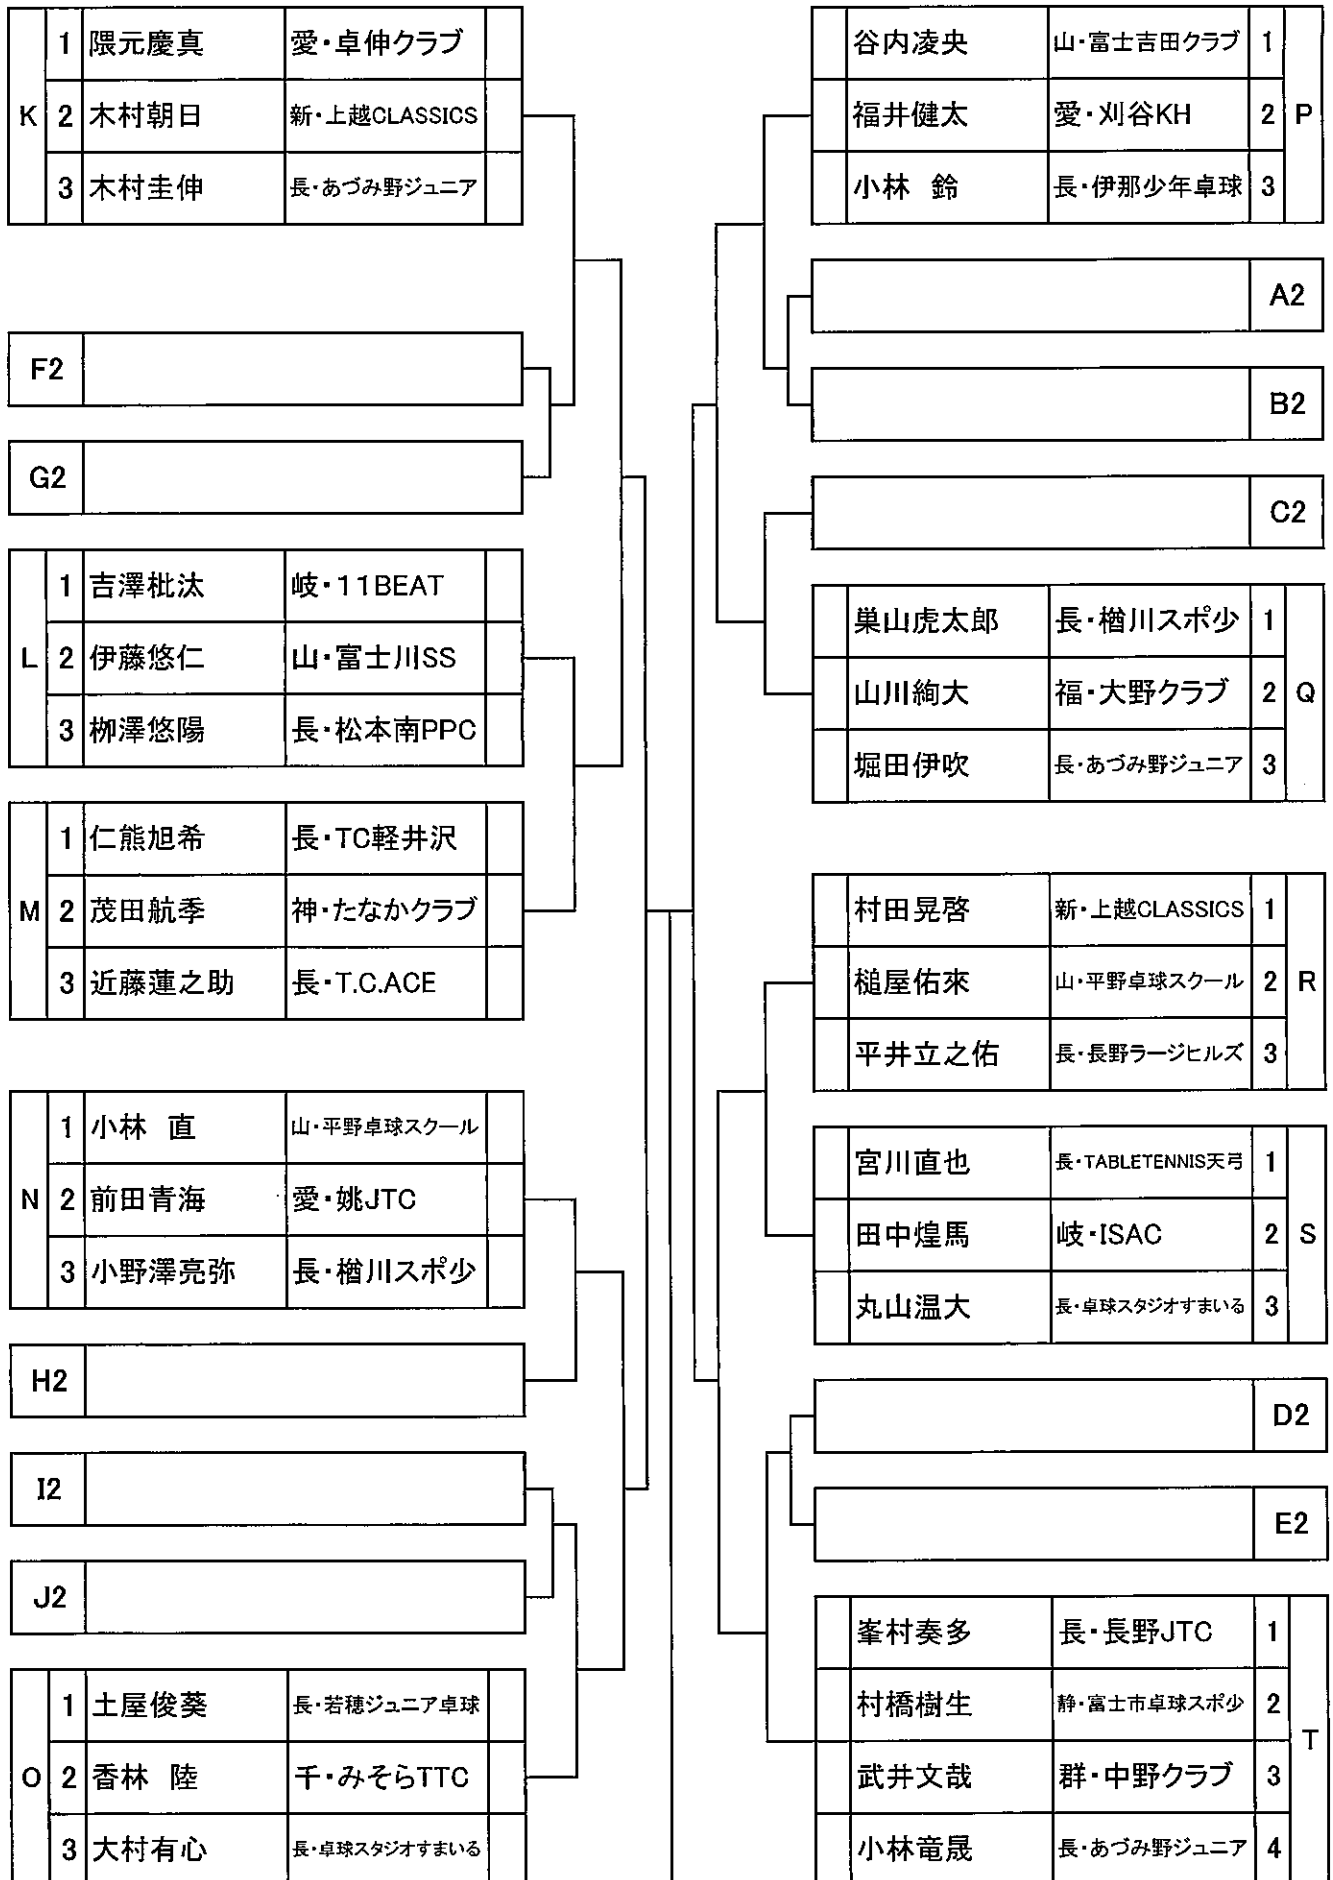 K
1 隈元慶真 愛・卓伸クラブ
2 木村朝日 新・上越CLASSICS
3 木村圭伸 長・あづみ野ジュニア
F2
G2
L
1 吉澤枇汰 岐・11BEAT
2 伊藤悠仁 山・富士川SS
3 栁澤悠陽 長・松本南PPC
M
1 仁熊旭希 長・TC軽井沢
2 茂田航季 神・たなかクラブ
3 近藤蓮之助 長・T.C.ACE
N
1 小林 直 山・平野卓球スクール
2 前田青海 愛・姚JTC
3 小野澤亮弥 長・楢川スポ少
H2
I2
J2
O
1 土屋俊葵 長・若穂ジュニア卓球
2 香林 陸 千・みそらTTC
3 大村有心 長・卓球スタジオすまいる
谷内凌央 山・富士吉田クラブ 1
福井健太 愛・刈谷KH 2
小林 鈴 長・伊那少年卓球 3
P
A2
B2
C2
巣山虎太郎 長・楢川スポ少 1
山川絢大 福・大野クラブ 2
堀田伊吹 長・あづみ野ジュニア 3
Q
村田晃啓 新・上越CLASSICS 1
槌屋佑來 山・平野卓球スクール 2
平井立之佑 長・長野ラージヒルズ 3
R
宮川直也 長・TABLETENNIS天弓 1
田中煌馬 岐・ISAC 2
丸山温大 長・卓球スタジオすまいる 3
S
D2
E2
峯村奏多 長・長野JTC 1
村橋樹生 静・富士市卓球スポ少 2
武井文哉 群・中野クラブ 3
小林竜晟 長・あづみ野ジュニア 4
T